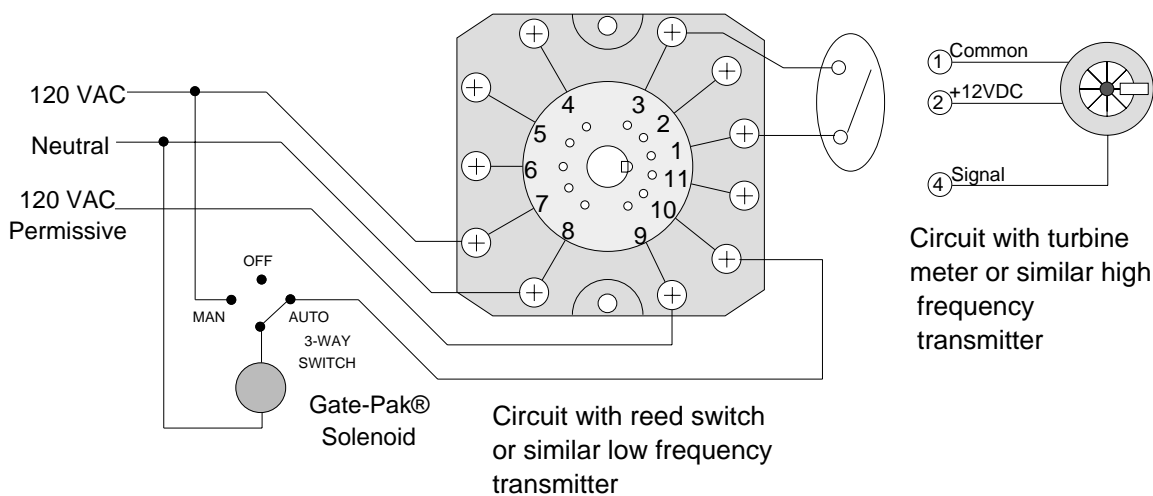 120 VAC
Neutral
120 VAC
Permissive
OFF
MAN
AUTO
3-WAY
SWITCH
Gate-Pak®
Solenoid
4
3
5
2
6
1
11
7
10
8
9
D
Circuit with reed switch
or similar low frequency
transmitter
1 Common
2 +12VDC
4 Signal
Circuit with turbine
meter or similar high
frequency
transmitter